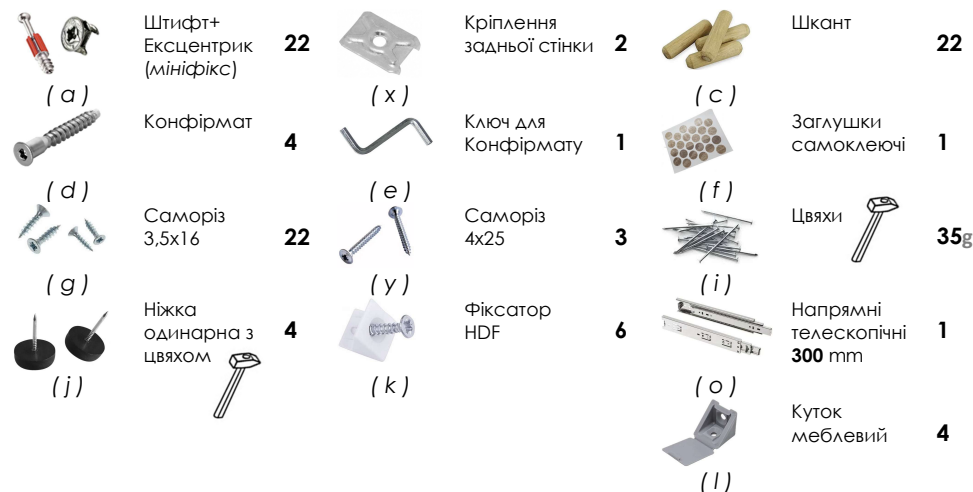 Штифт+
Ексцентрик
(мініфікс)
22
( a )
Кріплення
задньої стінки
2
( x )
Шкант
22
( c )
Конфірмат
4
( d )
Ключ для
Конфірмату
1
( e )
Заглушки
самоклеючі
1
( f )
Саморіз
3,5x16
22
( g )
Саморіз
4x25
3
( y )
Цвяхи
35g
( i )
Ніжка
одинарна з
цвяхом
4
( j )
Фіксатор
HDF
6
( k )
Напрямні
телескопічні
300 mm
1
( o )
Куток
меблевий
4
( l )